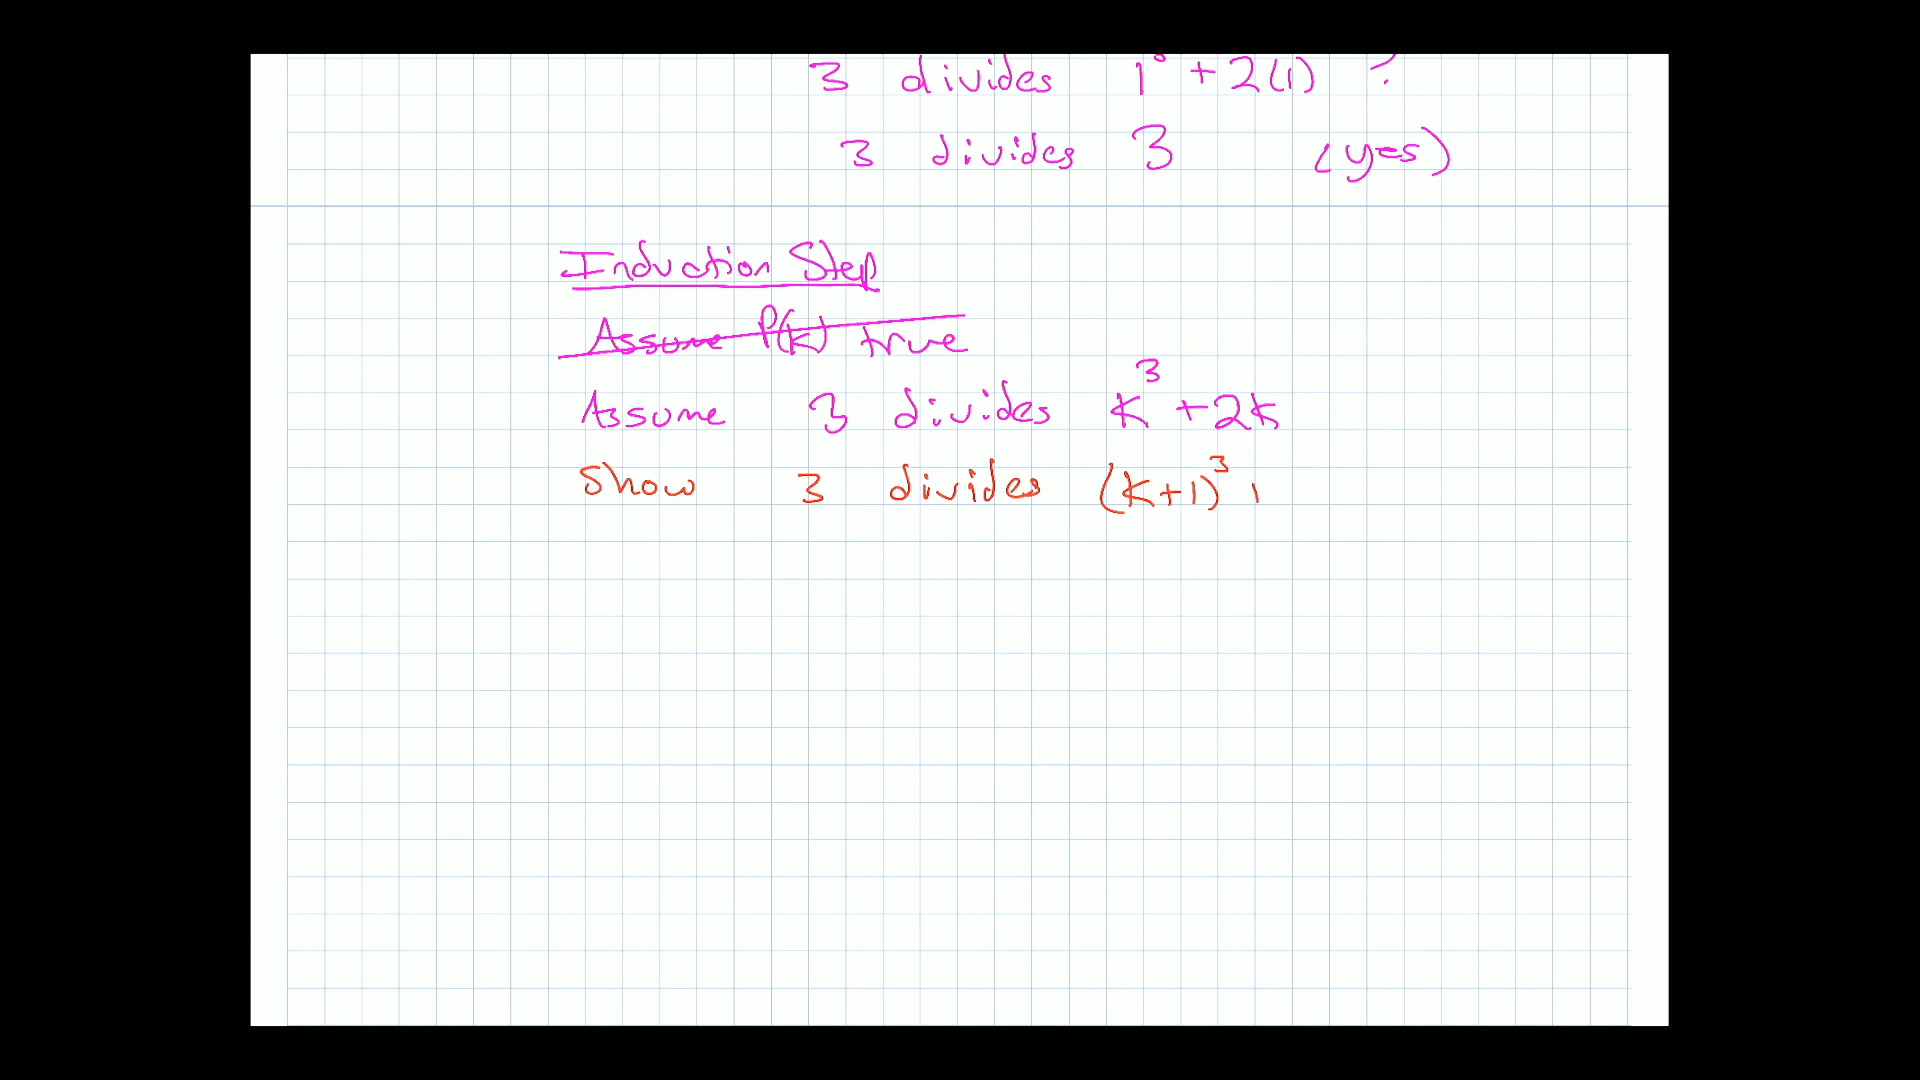 3 divides 1³ + 2(1) ?
3 divides 3 (yes)
Induction Step
Assume P(k) true
Assume 3 divides k³ + 2k
Show 3 divides (k+1)³